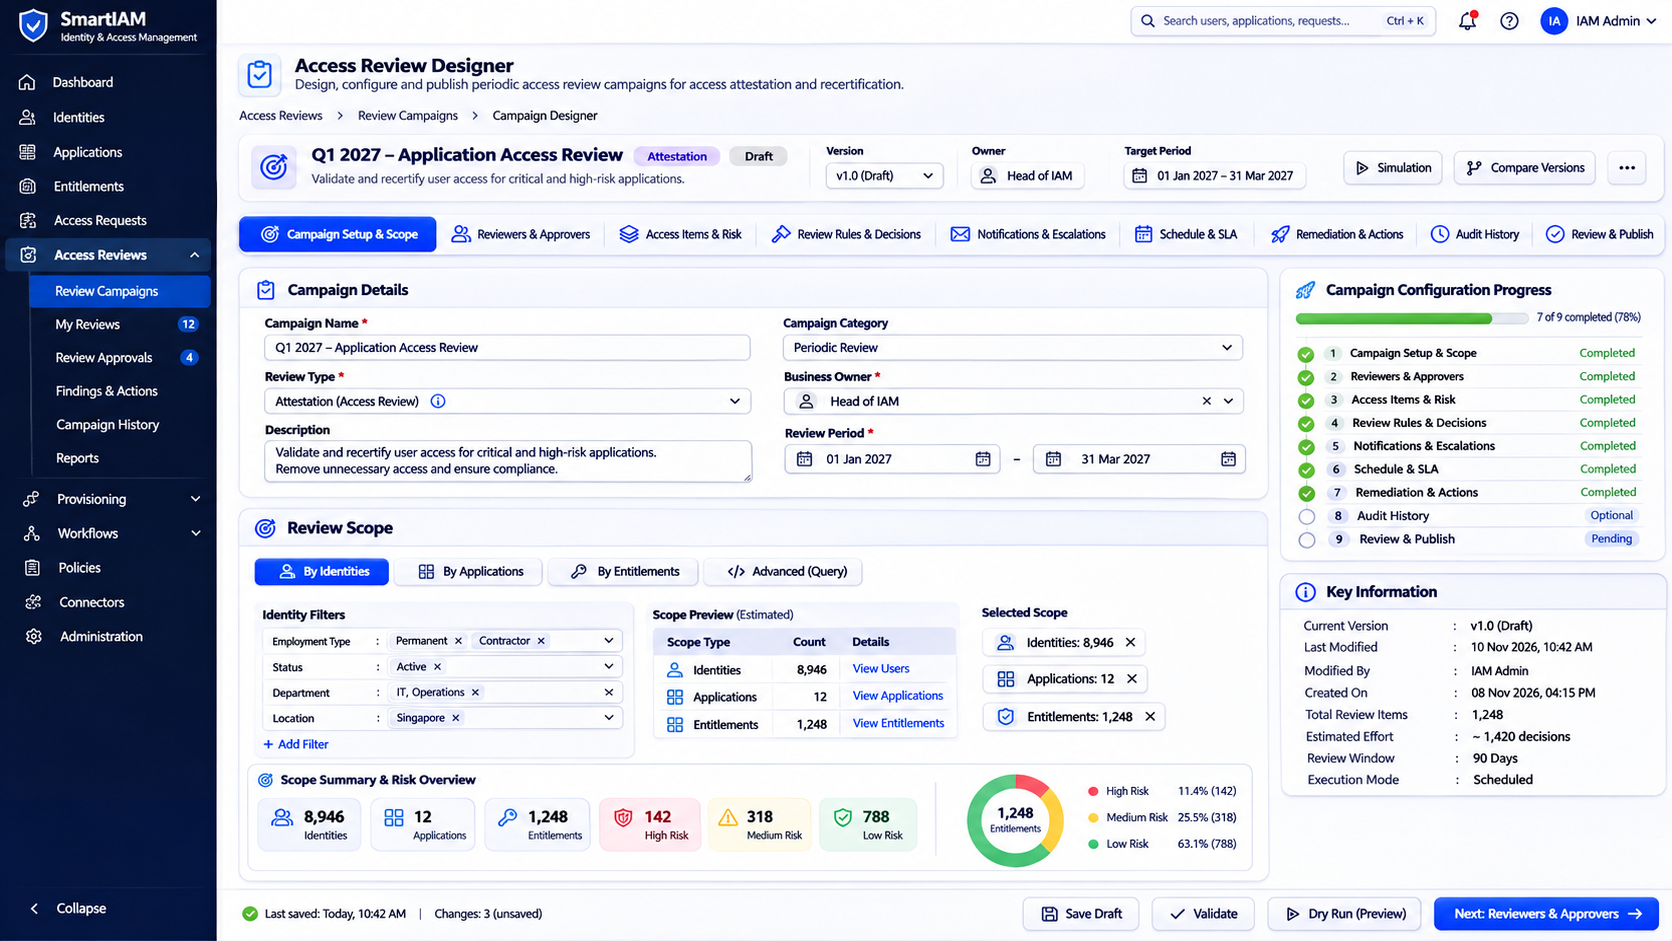 SmartIAM
Identity & Access Management
Search users, applications, requests... Ctrl + K
IA IAM Admin
Dashboard
Identities
Applications
Entitlements
Access Requests
Access Reviews
Review Campaigns
My Reviews 12
Review Approvals 4
Findings & Actions
Campaign History
Reports
Provisioning
Workflows
Policies
Connectors
Administration
Collapse
Access Review Designer
Design, configure and publish periodic access review campaigns for access attestation and recertification.
Access Reviews > Review Campaigns > Campaign Designer
Q1 2027 – Application Access Review Attestation Draft
Validate and recertify user access for critical and high-risk applications.
Version
v1.0 (Draft)
Owner
Head of IAM
Target Period
01 Jan 2027 – 31 Mar 2027
Simulation
Compare Versions
Campaign Setup & Scope
Reviewers & Approvers
Access Items & Risk
Review Rules & Decisions
Notifications & Escalations
Schedule & SLA
Remediation & Actions
Audit History
Review & Publish
Campaign Details
Campaign Name *
Q1 2027 – Application Access Review
Campaign Category
Periodic Review
Review Type *
Attestation (Access Review)
Business Owner *
Head of IAM
Description
Validate and recertify user access for critical and high-risk applications.
Remove unnecessary access and ensure compliance.
Review Period *
01 Jan 2027 – 31 Mar 2027
Review Scope
By Identities
By Applications
By Entitlements
</> Advanced (Query)
Identity Filters
Employment Type : Permanent × Contractor ×
Status : Active ×
Department : IT, Operations ×
Location : Singapore ×
+ Add Filter
Scope Preview (Estimated)
Scope Type Count Details
Identities 8,946 View Users
Applications 12 View Applications
Entitlements 1,248 View Entitlements
Selected Scope
Identities: 8,946 ×
Applications: 12 ×
Entitlements: 1,248 ×
Scope Summary & Risk Overview
8,946
Identities
12
Applications
1,248
Entitlements
142
High Risk
318
Medium Risk
788
Low Risk
1,248
Entitlements
High Risk 11.4% (142)
Medium Risk 25.5% (318)
Low Risk 63.1% (788)
Campaign Configuration Progress
7 of 9 completed (78%)
1 Campaign Setup & Scope Completed
2 Reviewers & Approvers Completed
3 Access Items & Risk Completed
4 Review Rules & Decisions Completed
5 Notifications & Escalations Completed
6 Schedule & SLA Completed
7 Remediation & Actions Completed
8 Audit History Optional
9 Review & Publish Pending
Key Information
Current Version : v1.0 (Draft)
Last Modified : 10 Nov 2026, 10:42 AM
Modified By : IAM Admin
Created On : 08 Nov 2026, 04:15 PM
Total Review Items : 1,248
Estimated Effort : ~ 1,420 decisions
Review Window : 90 Days
Execution Mode : Scheduled
Last saved: Today, 10:42 AM | Changes: 3 (unsaved)
Save Draft
Validate
Dry Run (Preview)
Next: Reviewers & Approvers →